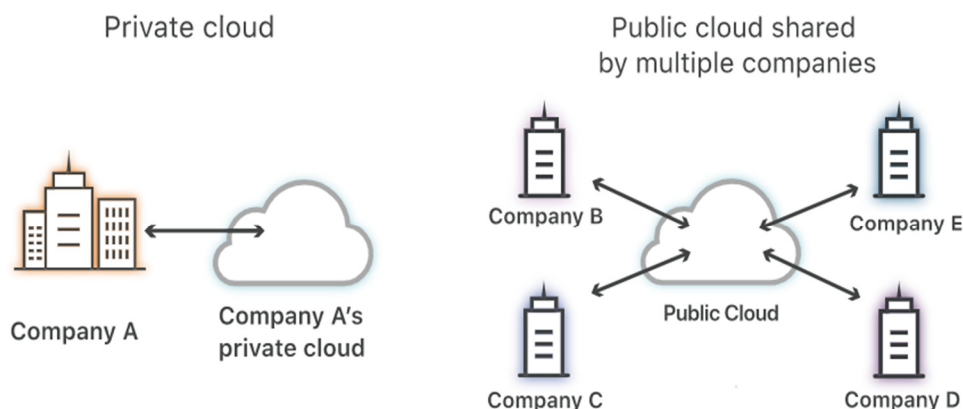 Private cloud
Company A
Company A's
private cloud
Public cloud shared
by multiple companies
Company B
Company E
Public Cloud
Company C
Company D